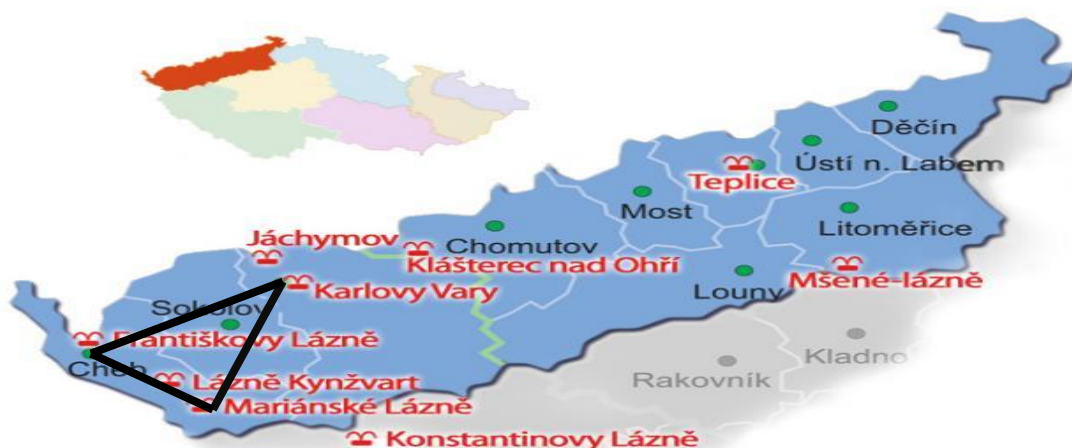 Děčín
Ústí n. Labem
Teplice
Most
Litoměřice
Jáchymov
Chomutov
Klášterec nad Ohří
Mšené-lázně
Louny
Karlovy Vary
Sokolov
Františkovy Lázně
Kladno
Cheb
Rakovník
Lázně Kynžvart
Mariánské Lázně
Konstantinovy Lázně